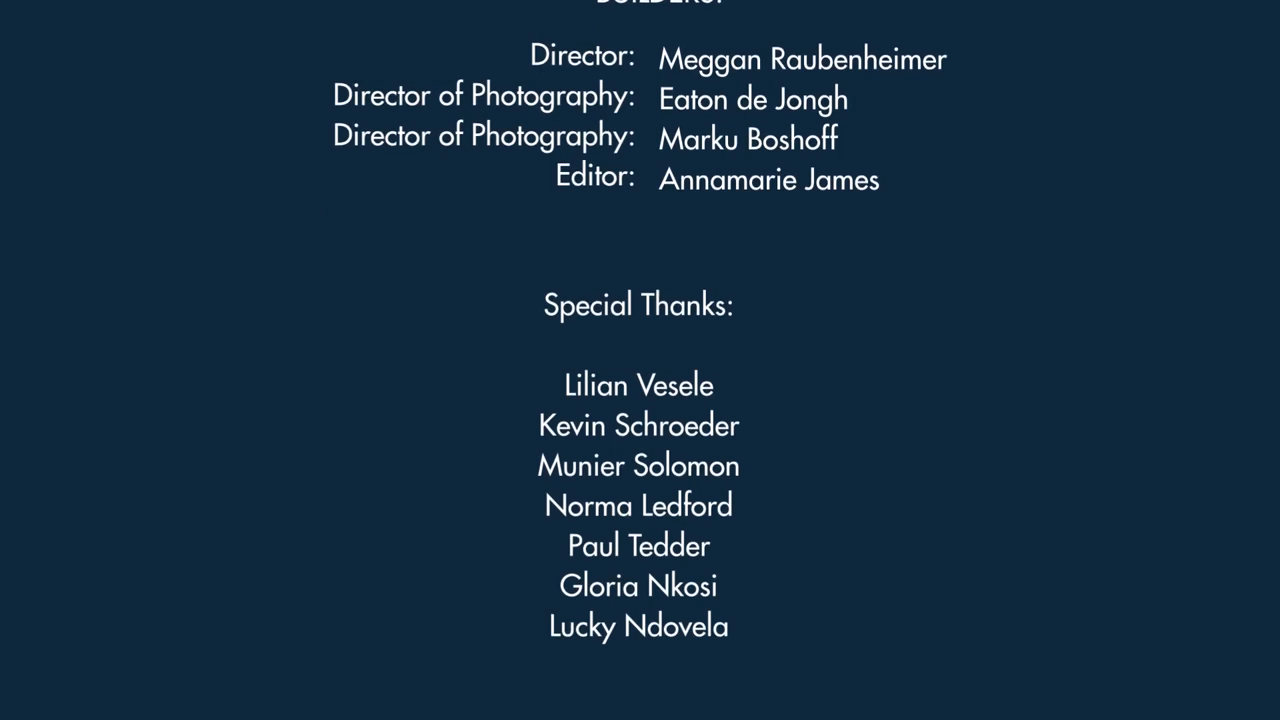 Director: Meggan Raubenheimer
Director of Photography: Eaton de Jongh
Director of Photography: Marku Boshoff
Editor: Annamarie James
Special Thanks:
Lilian Vesele
Kevin Schroeder
Munier Solomon
Norma Ledford
Paul Tedder
Gloria Nkosi
Lucky Ndovela